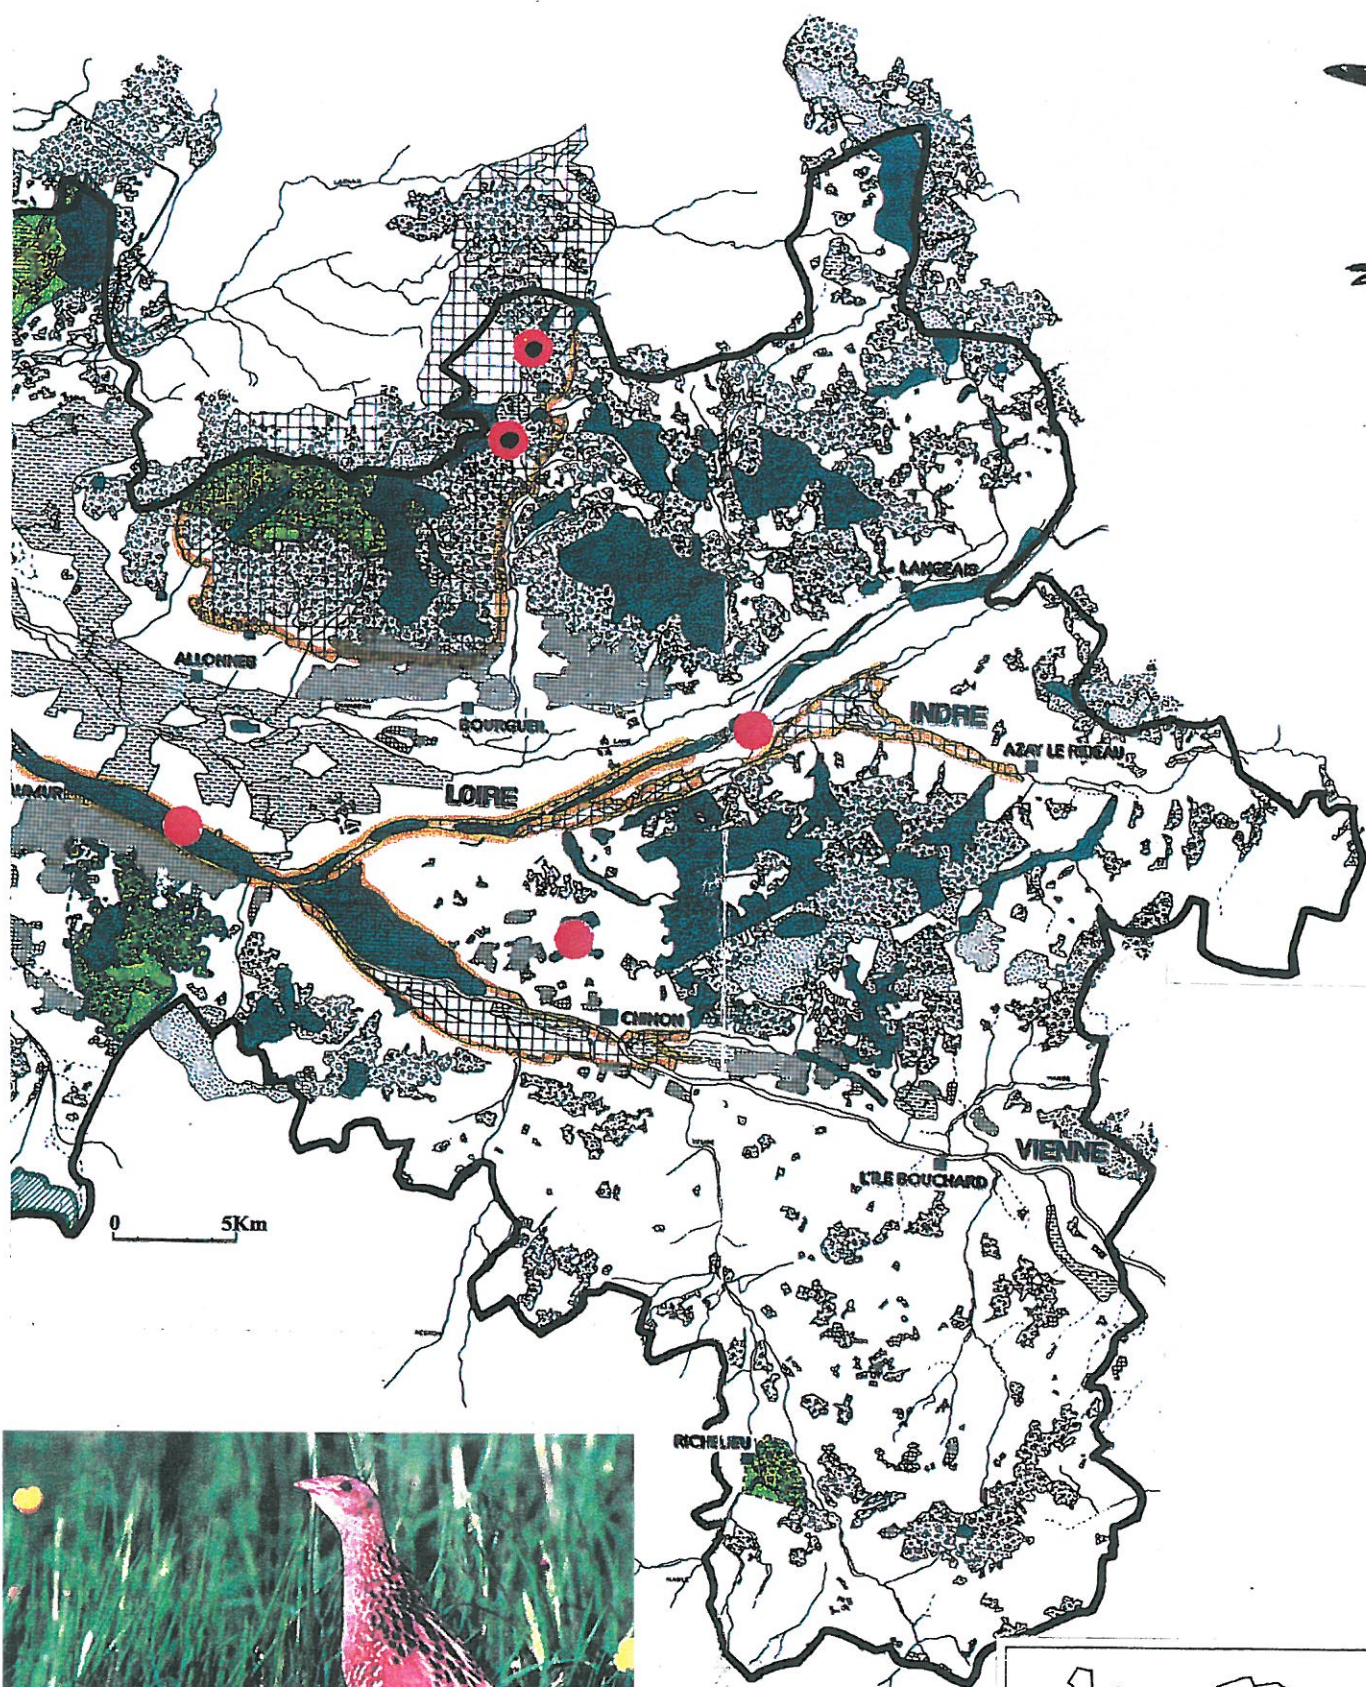 LANGEAIS
ALLONNES
BOURGUEIL
INDRE
AZAY LE RIDEAU
LOIRE
CHINON
VIENNE
L'ILE BOUCHARD
0 5Km
RICHELIEU